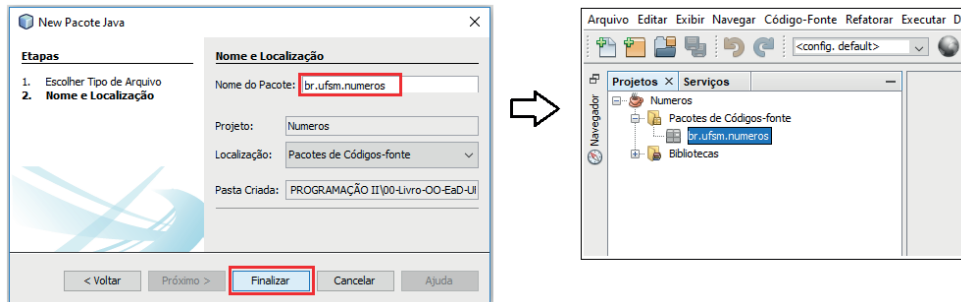 New Pacote Java
Etapas
1. Escolher Tipo de Arquivo
2. Nome e Localização
Nome e Localização
Nome do Pacote: br.ufsm.numeros
Projeto: Numeros
Localização: Pacotes de Códigos-fonte
Pasta Criada: PROGRAMAÇÃO II\00-Livro-OO-EaD-UI
< Voltar Próximo > Finalizar Cancelar Ajuda
Arquivo Editar Exibir Navegar Código-Fonte Refatorar Executar D
<config. default>
Projetos × Serviços
Navegador
Numeros
Pacotes de Códigos-fonte
br.ufsm.numeros
Bibliotecas